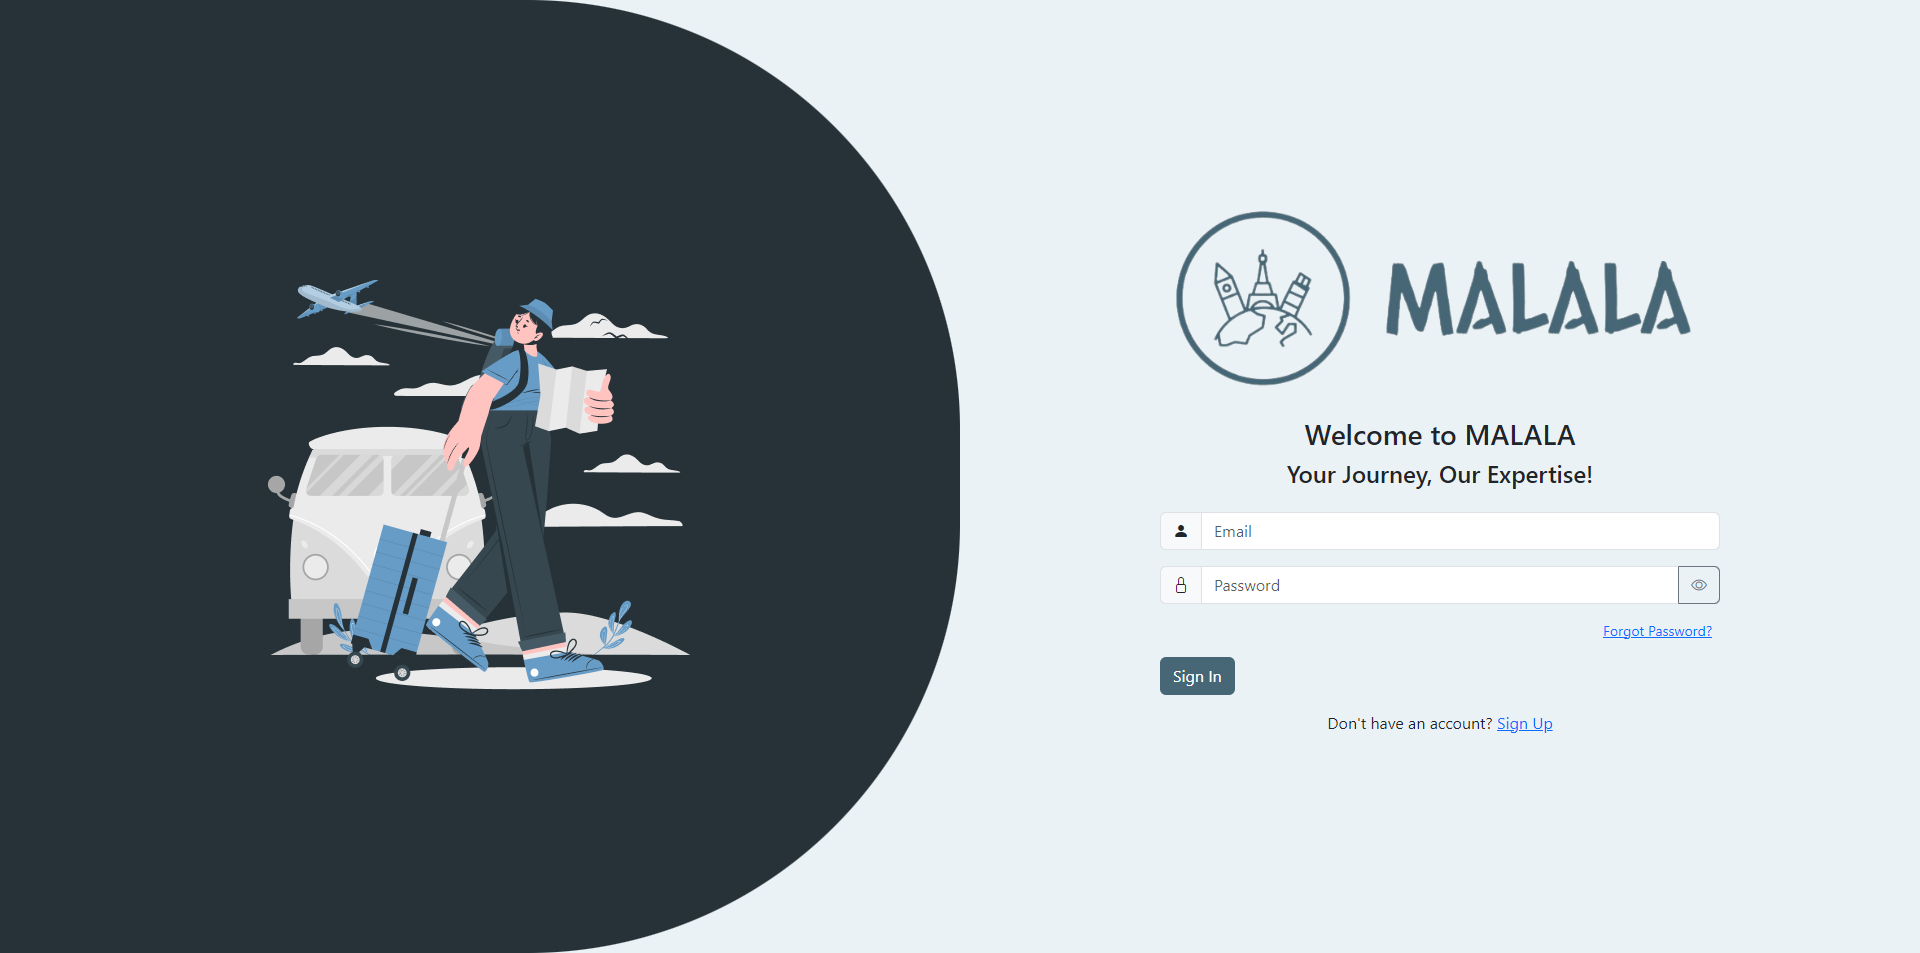 MALALA
Welcome to MALALA
Your Journey, Our Expertise!
Email
Password
Forgot Password?
Sign In
Don't have an account? Sign Up